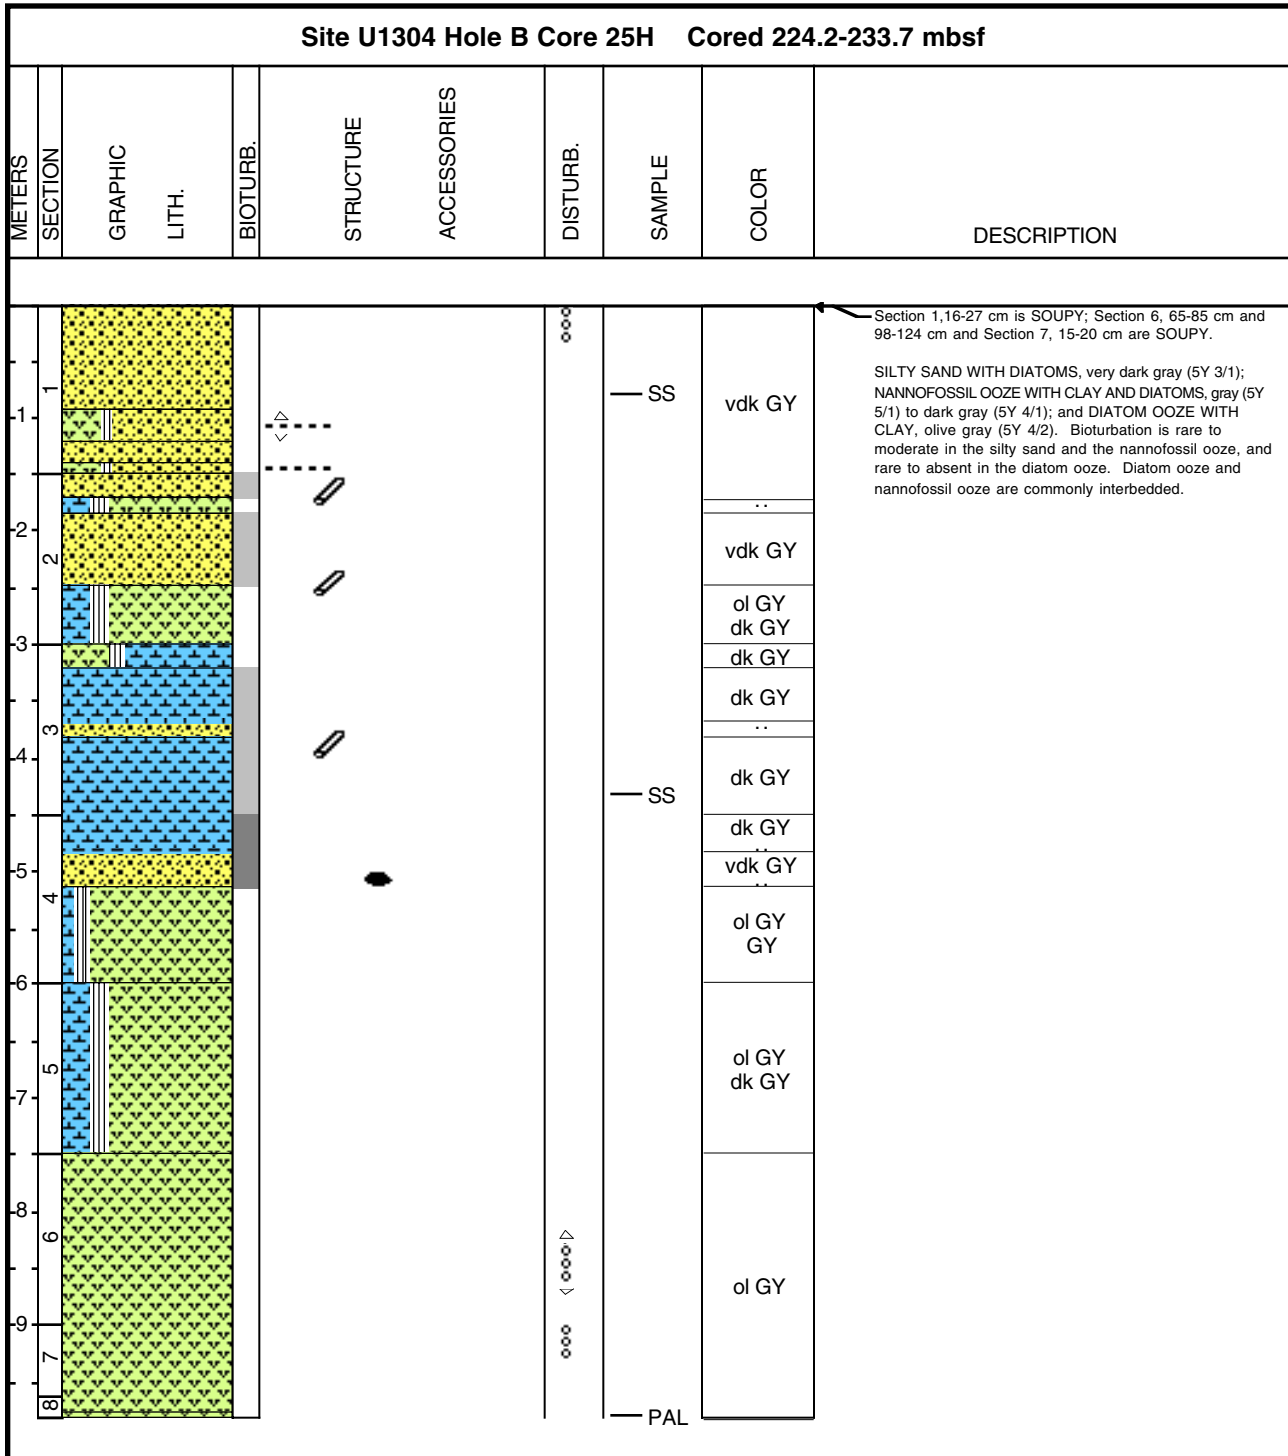 Site U1304 Hole B Core 25H Cored 224.2-233.7 mbsf
METERS
SECTION
GRAPHIC
LITH.
BIOTURB.
STRUCTURE
ACCESSORIES
DISTURB.
SAMPLE
COLOR
DESCRIPTION
Section 1,16-27 cm is SOUPY; Section 6, 65-85 cm and
98-124 cm and Section 7, 15-20 cm are SOUPY.
SILTY SAND WITH DIATOMS, very dark gray (5Y 3/1);
NANNOFOSSIL OOZE WITH CLAY AND DIATOMS, gray (5Y
5/1) to dark gray (5Y 4/1); and DIATOM OOZE WITH
CLAY, olive gray (5Y 4/2). Bioturbation is rare to
moderate in the silty sand and the nannofossil ooze, and
rare to absent in the diatom ooze. Diatom ooze and
nannofossil ooze are commonly interbedded.
1
2
3
4
5
6
7
8
9
1
2
3
4
5
6
7
8
SS
SS
PAL
vdk GY
..
vdk GY
ol GY
dk GY
dk GY
dk GY
..
dk GY
dk GY
..
vdk GY
..
ol GY
GY
ol GY
dk GY
ol GY